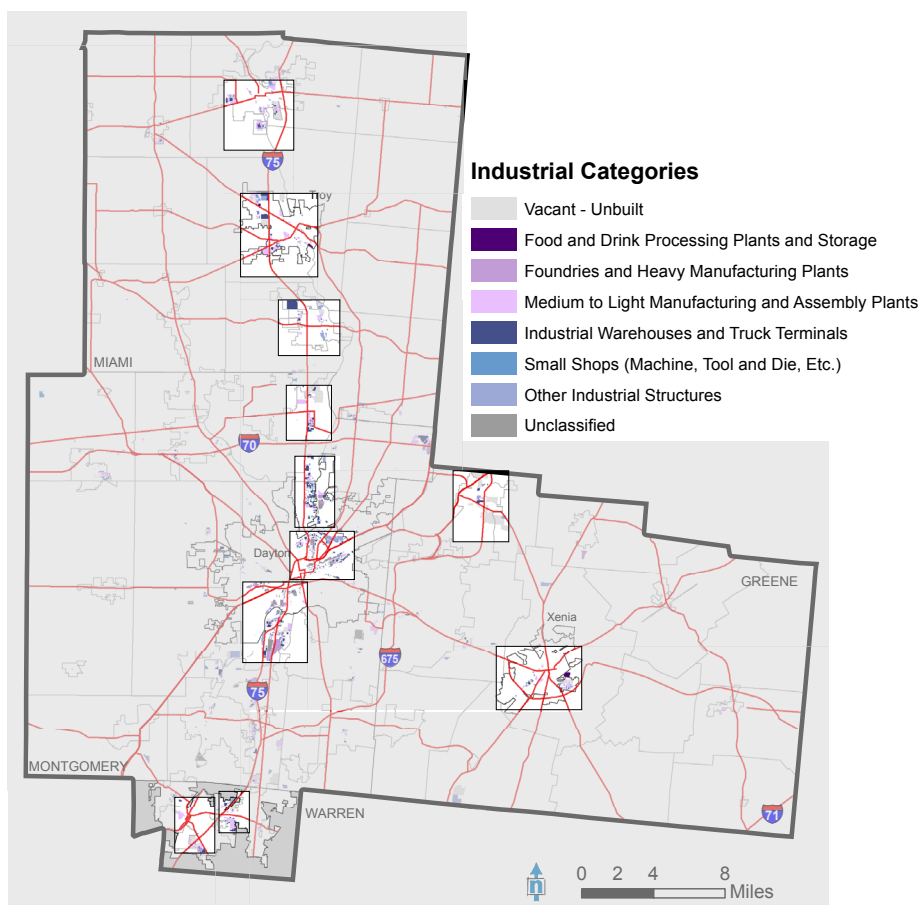 75
Troy
Industrial Categories
Vacant - Unbuilt
Food and Drink Processing Plants and Storage
Foundries and Heavy Manufacturing Plants
Medium to Light Manufacturing and Assembly Plants
Industrial Warehouses and Truck Terminals
Small Shops (Machine, Tool and Die, Etc.)
Other Industrial Structures
Unclassified
MIAMI
70
Dayton
GREENE
Xenia
675
75
MONTGOMERY
WARREN
71
n
0 2 4 8
Miles